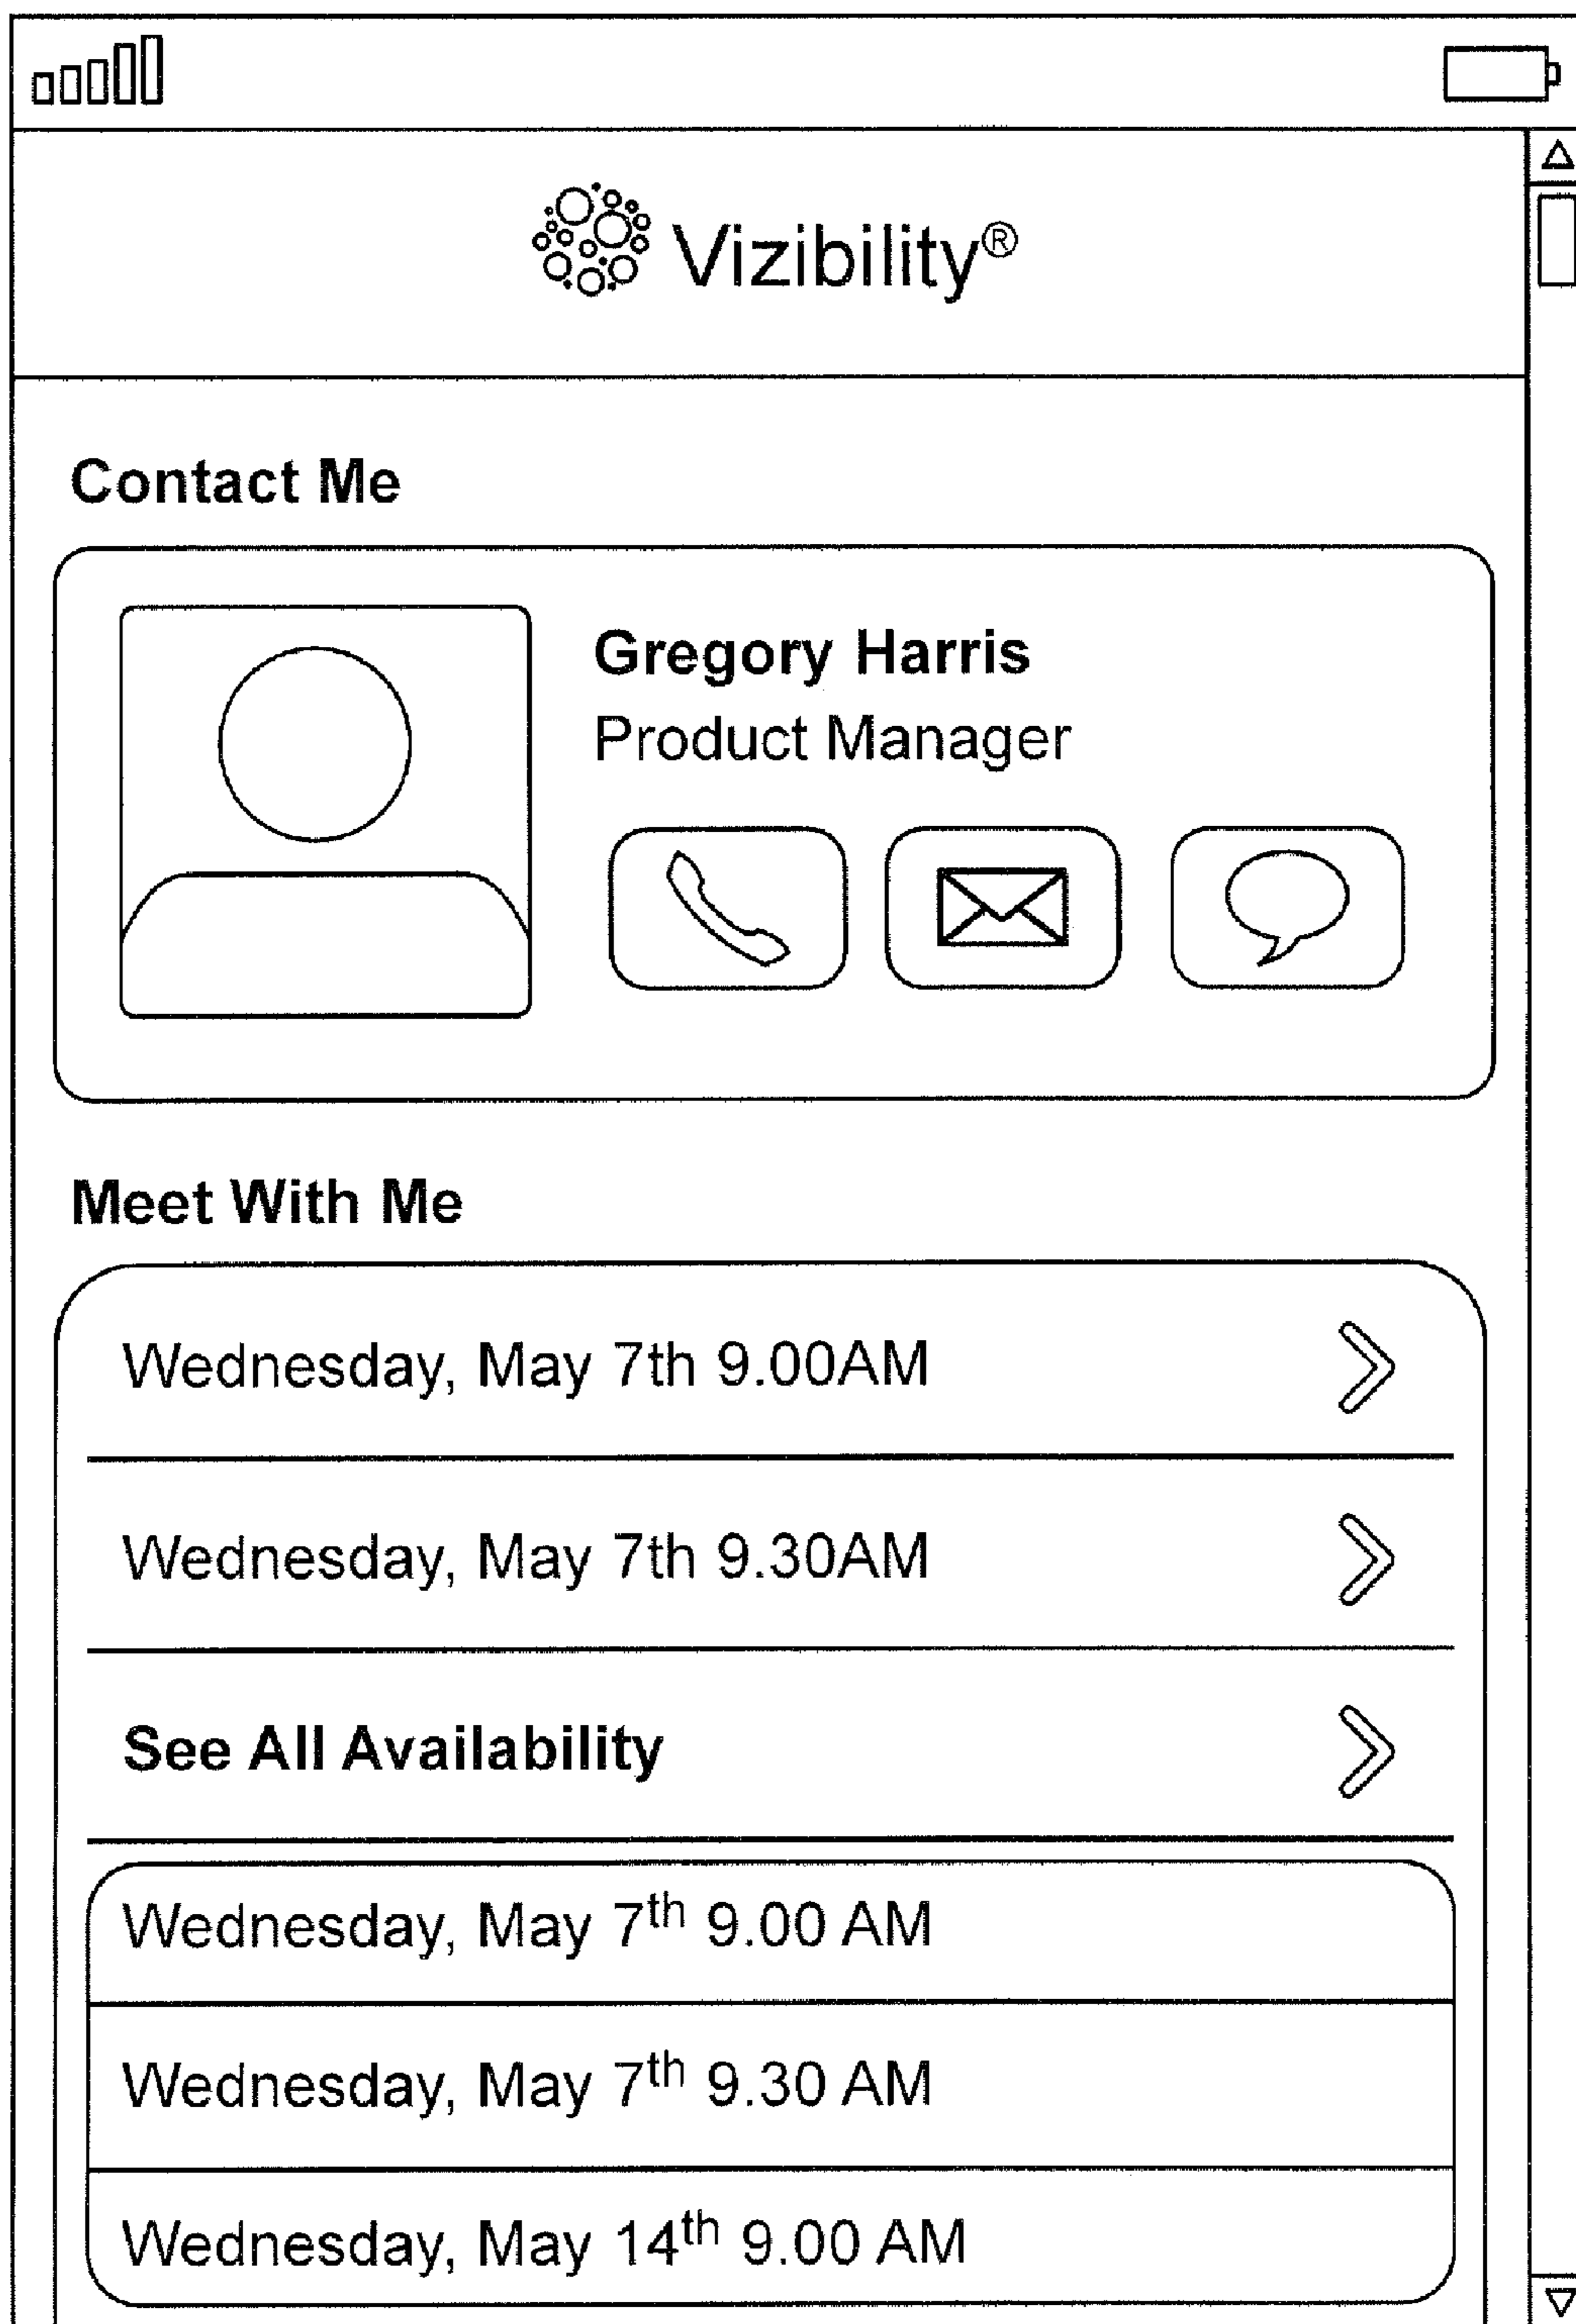 Vizibility®
Contact Me
Gregory Harris
Product Manager
Meet With Me
Wednesday, May 7th 9.00AM
Wednesday, May 7th 9.30AM
See All Availability
Wednesday, May 7th 9.00 AM
Wednesday, May 7th 9.30 AM
Wednesday, May 14th 9.00 AM